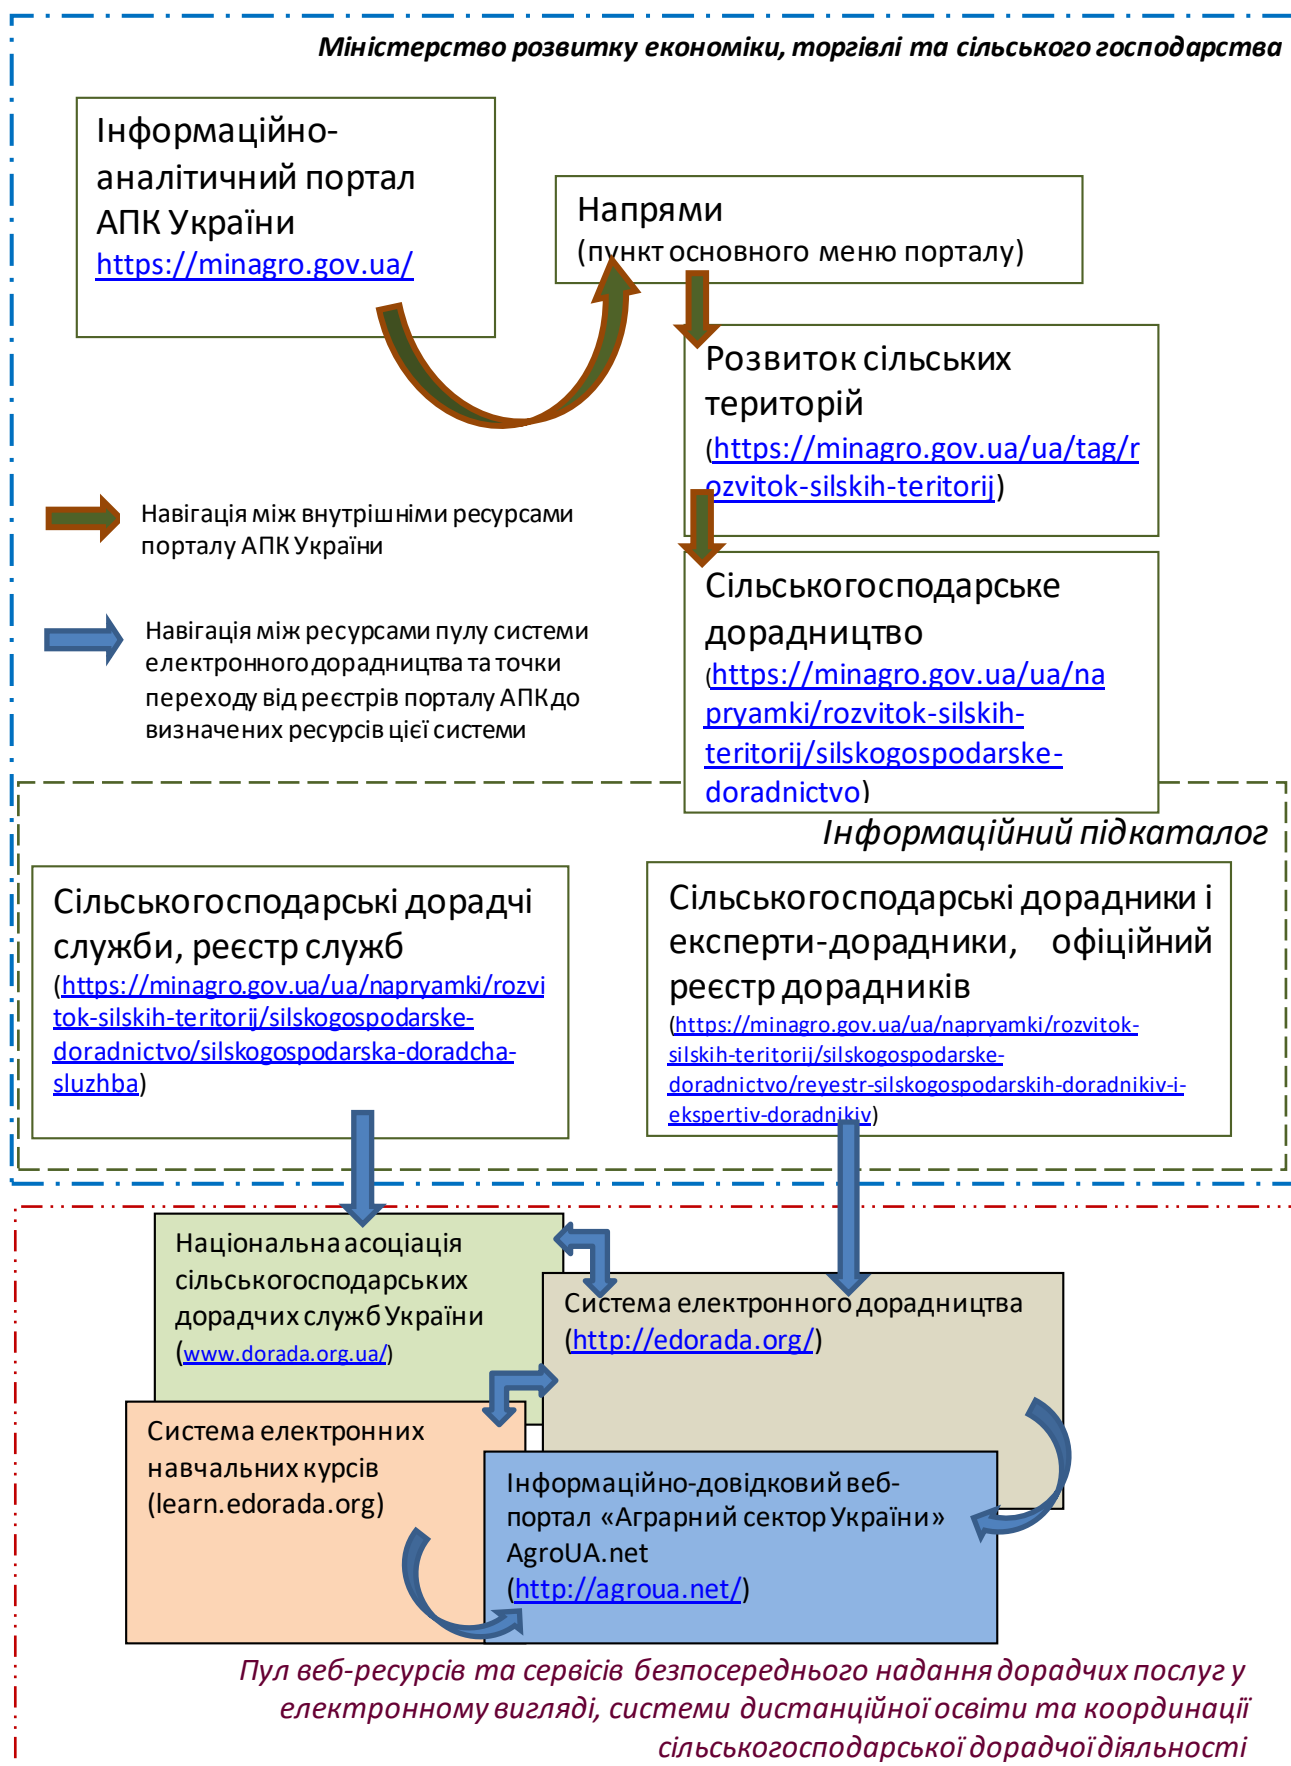 Міністерство розвитку економіки, торгівлі та сільського господарства
Інформаційно-
аналітичний портал
АПК України
https://minagro.gov.ua/
Напрями
(пункт основного меню порталу)
Розвиток сільських
територій
(https://minagro.gov.ua/ua/tag/r
ozvitok-silskih-teritorij)
Навігація між внутрішніми ресурсами
порталу АПК України
Сільськогосподарське
дорадництво
(https://minagro.gov.ua/ua/na
pryamki/rozvitok-silskih-
teritorij/silskogospodarske-
doradnictvo)
Навігація між ресурсами пулу системи
електронного дорадництва та точки
переходу від реєстрів порталу АПК до
визначених ресурсів цієї системи
Інформаційний підкаталог
Сільськогосподарські дорадчі
служби, реєстр служб
(https://minagro.gov.ua/ua/napryamki/rozvi
tok-silskih-teritorij/silskogospodarske-
doradnictvo/silskogospodarska-doradcha-
sluzhba)
Сільськогосподарські дорадники і
експерти-дорадники, офіційний
реєстр дорадників
(https://minagro.gov.ua/ua/napryamki/rozvitok-
silskih-teritorij/silskogospodarske-
doradnictvo/reyestr-silskogospodarskih-doradnikiv-i-
ekspertiv-doradnikiv)
Національна асоціація
сільськогосподарських
дорадчих служб України
(www.dorada.org.ua/)
Система електронного дорадництва
(http://edorada.org/)
Система електронних
навчальних курсів
(learn.edorada.org)
Інформаційно-довідковий веб-
портал «Аграрний сектор України»
AgroUA.net
(http://agroua.net/)
Пул веб-ресурсів та сервісів безпосереднього надання дорадчих послуг у
електронному вигляді, системи дистанційної освіти та координації
сільськогосподарської дорадчої діяльності